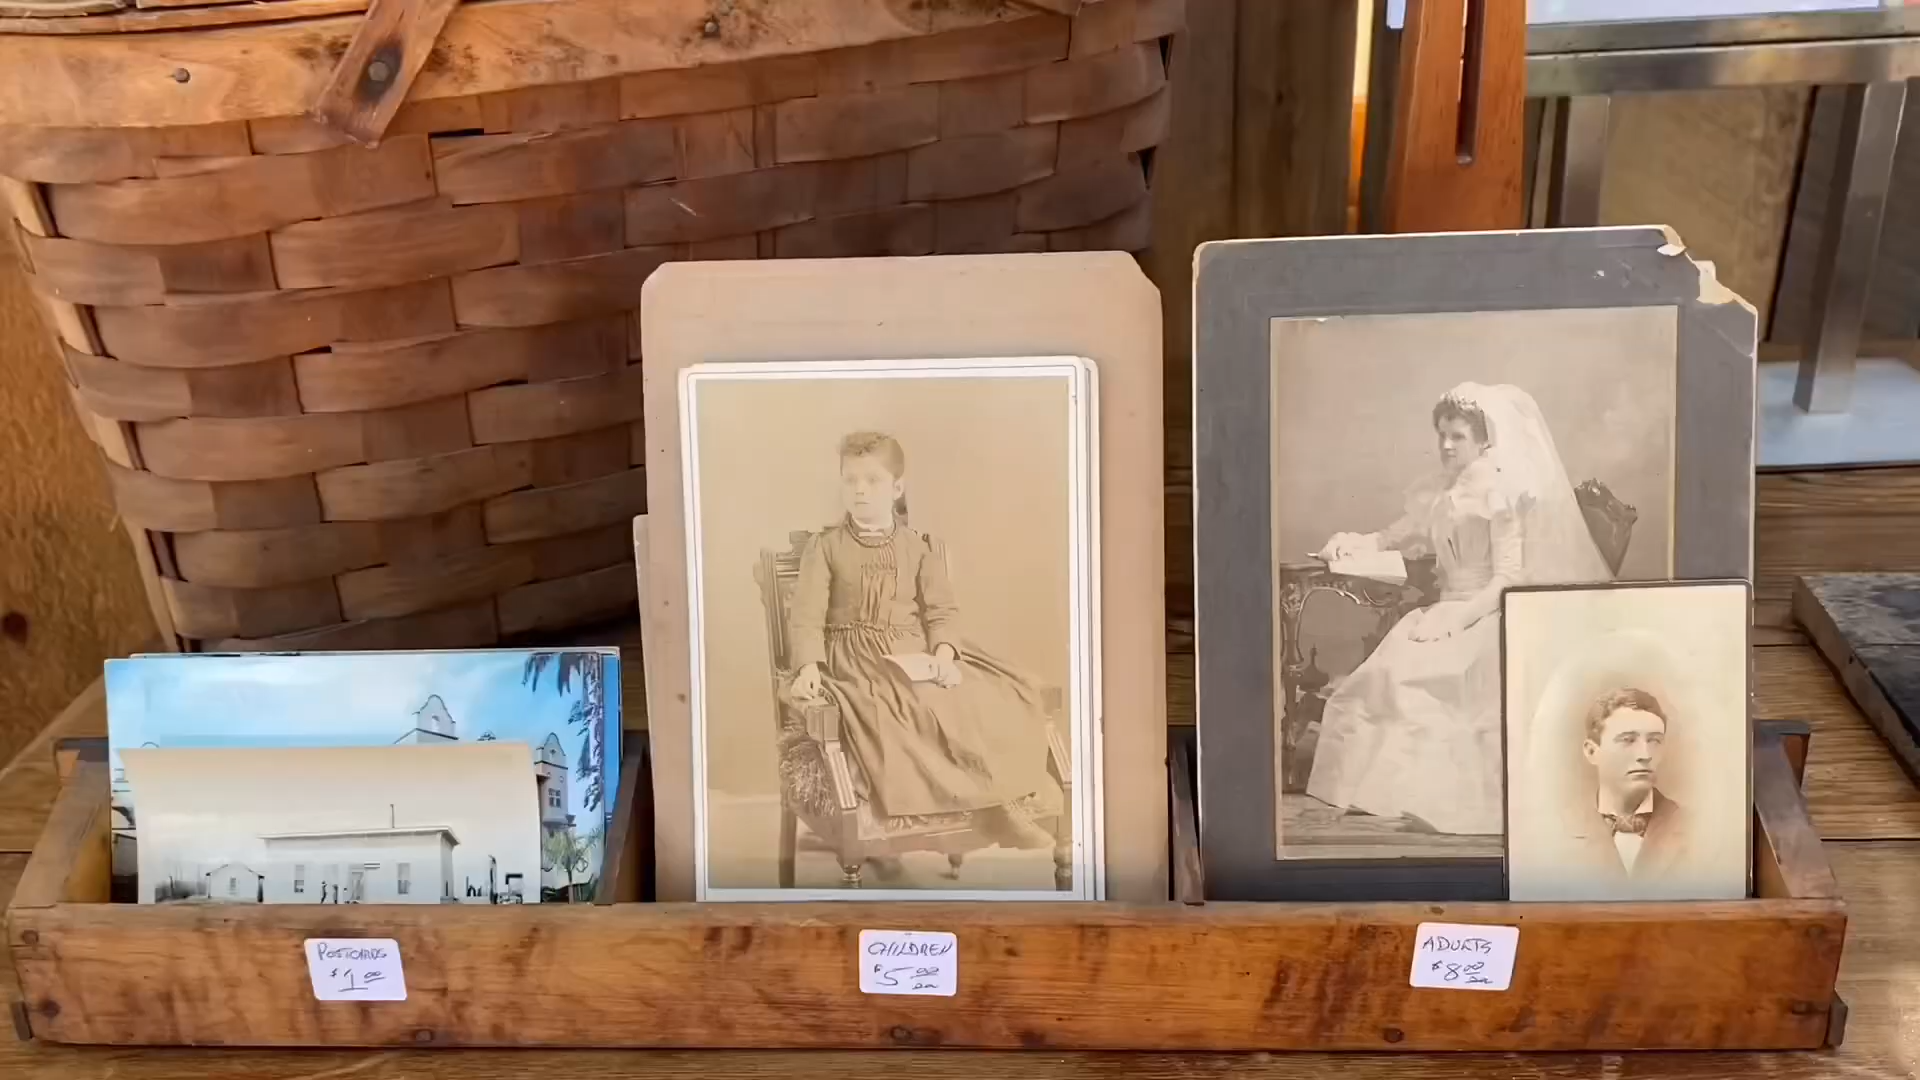 POSTCARDS
$1.00
CHILDREN
$5.00
ea
ADULTS
$8.00
ea